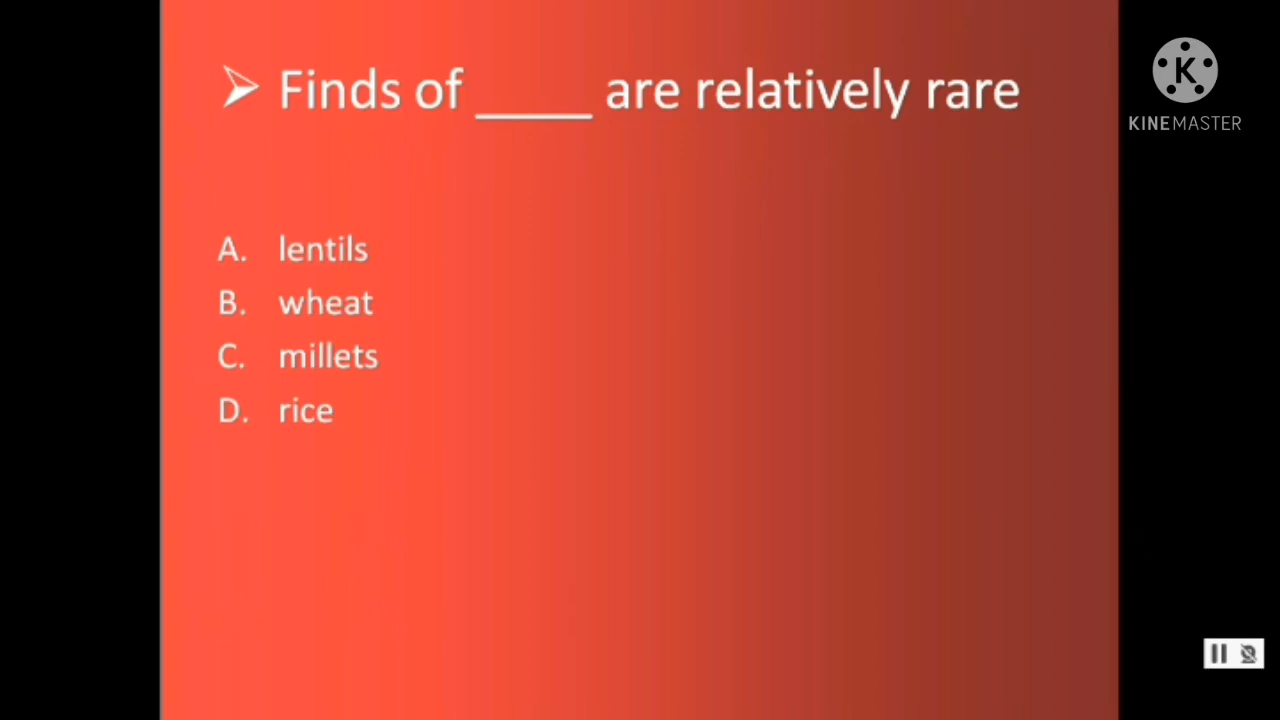 Finds of _____ are relatively rare
A. lentils
B. wheat
C. millets
D. rice
KINEMASTER